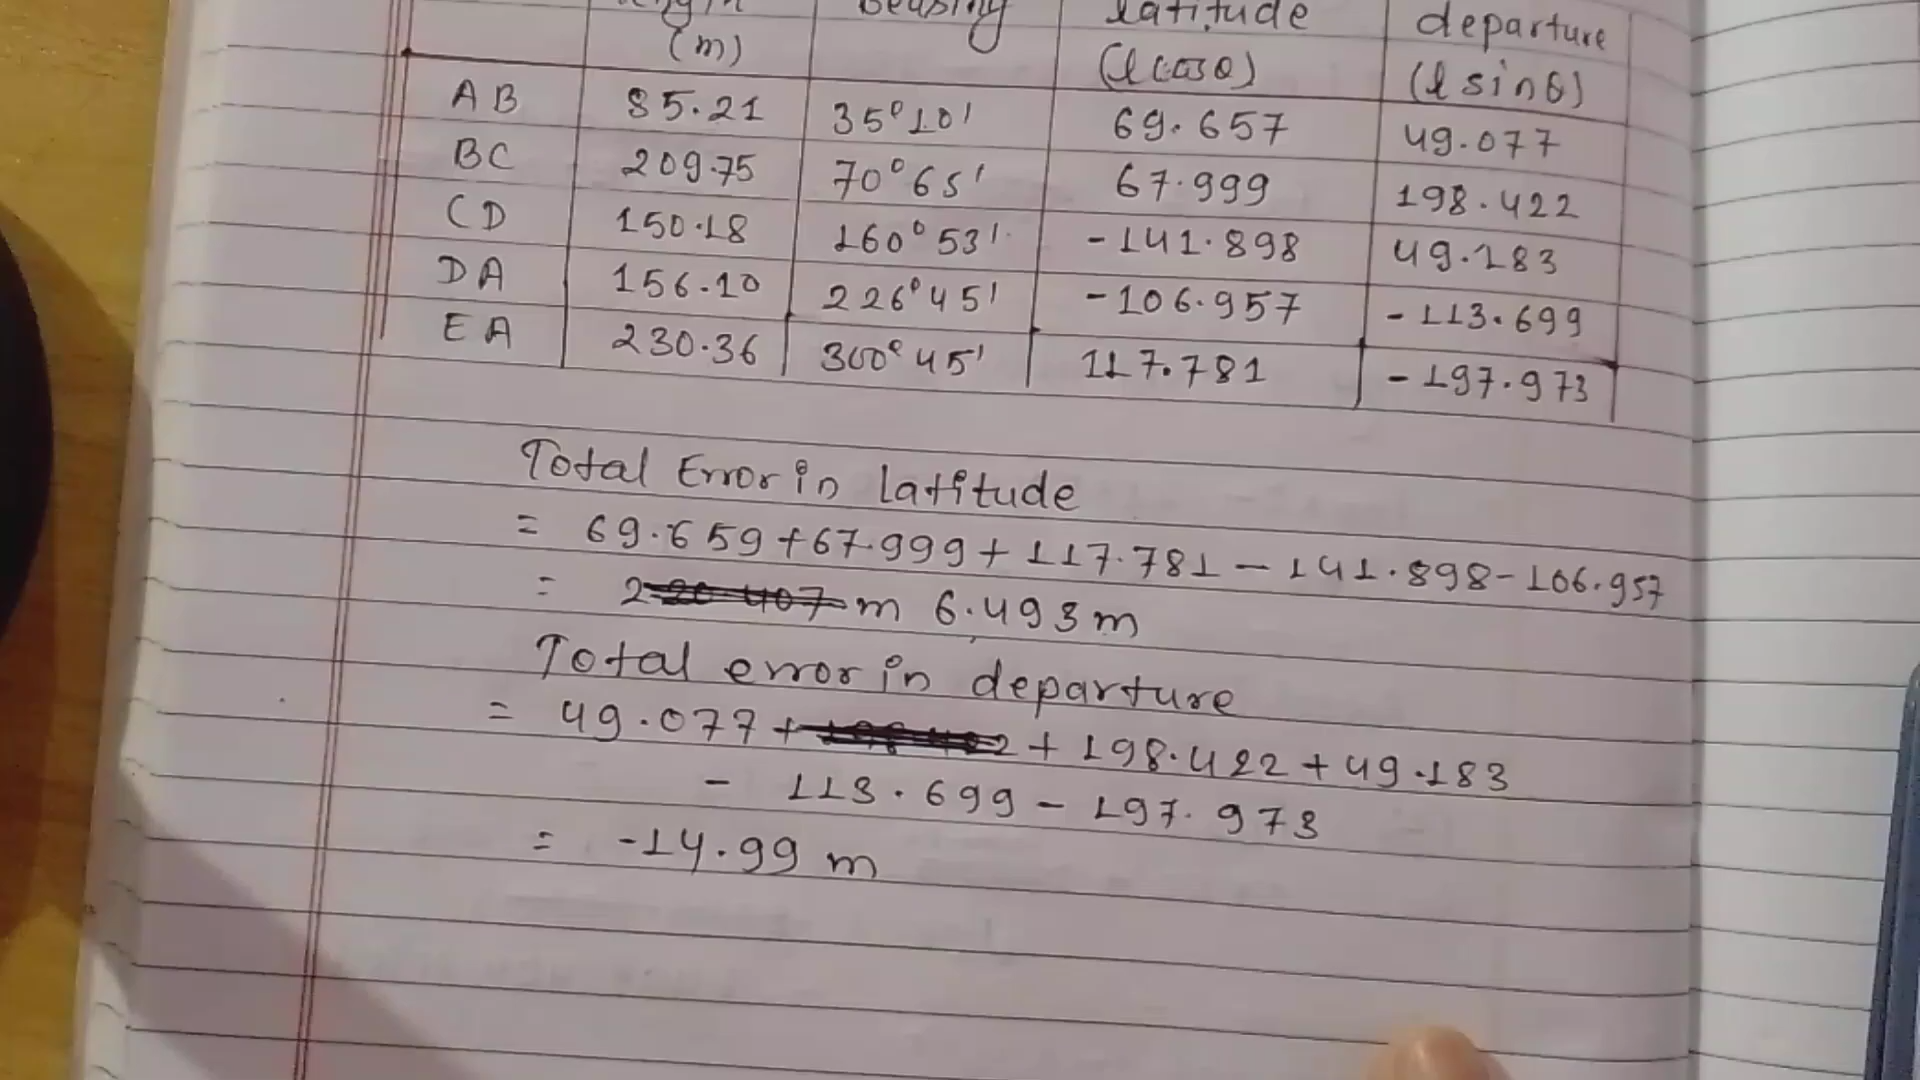 length bearing latitude departure
(m) (l cosθ) (l sinθ)
AB 85.21 35°10' 69.657 49.077
BC 209.75 70°65' 67.999 198.422
CD 150.18 160°53' -141.898 49.183
DA 156.10 226°45' -106.957 -113.699
EA 230.36 300°45' 117.781 -197.973
Total Error in latitude
= 69.659+67.999+117.781-141.898-106.957
= m 6.493m
Total error in departure
= 49.077+ +198.422+49.183
- 113.699-197.973
= -14.99 m